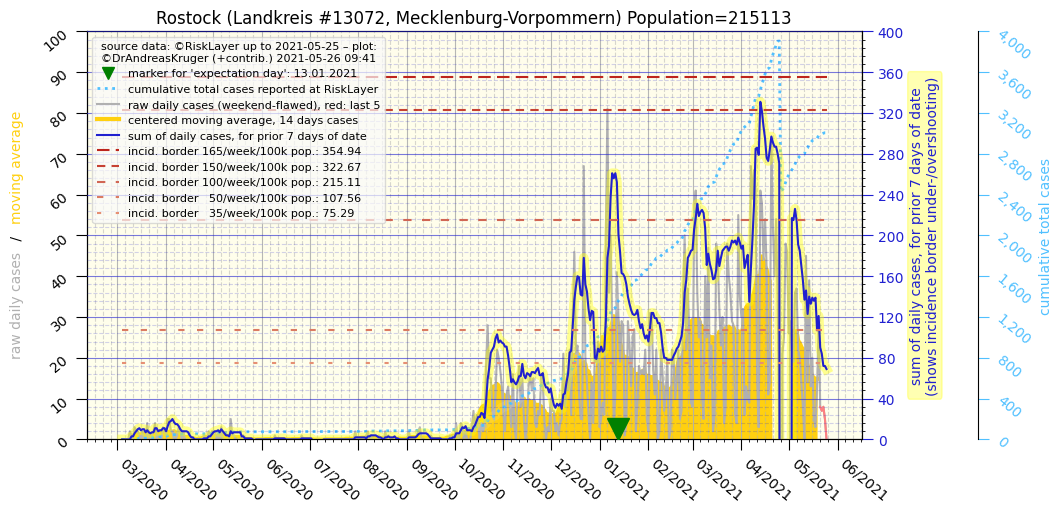 Rostock (Landkreis #13072, Mecklenburg-Vorpommern) Population=215113
source data: ©RiskLayer up to 2021-05-25 – plot:
©DrAndreasKruger (+contrib.) 2021-05-26 09:41
marker for 'expectation day': 13.01.2021
cumulative total cases reported at RiskLayer
raw daily cases (weekend-flawed), red: last 5
centered moving average, 14 days cases
sum of daily cases, for prior 7 days of date
incid. border 165/week/100k pop.: 354.94
incid. border 150/week/100k pop.: 322.67
incid. border 100/week/100k pop.: 215.11
incid. border   50/week/100k pop.: 107.56
incid. border   35/week/100k pop.: 75.29
raw daily cases / moving average
100
90
80
70
60
50
40
30
20
10
0
03/2020
04/2020
05/2020
06/2020
07/2020
08/2020
09/2020
10/2020
11/2020
12/2020
01/2021
02/2021
03/2021
04/2021
05/2021
06/2021
400
360
320
280
240
200
160
120
80
40
0
sum of daily cases, for prior 7 days of date
(shows incidence border under-/overshooting)
4,000
3,600
3,200
2,800
2,400
2,000
1,600
1,200
800
400
0
cumulative total cases